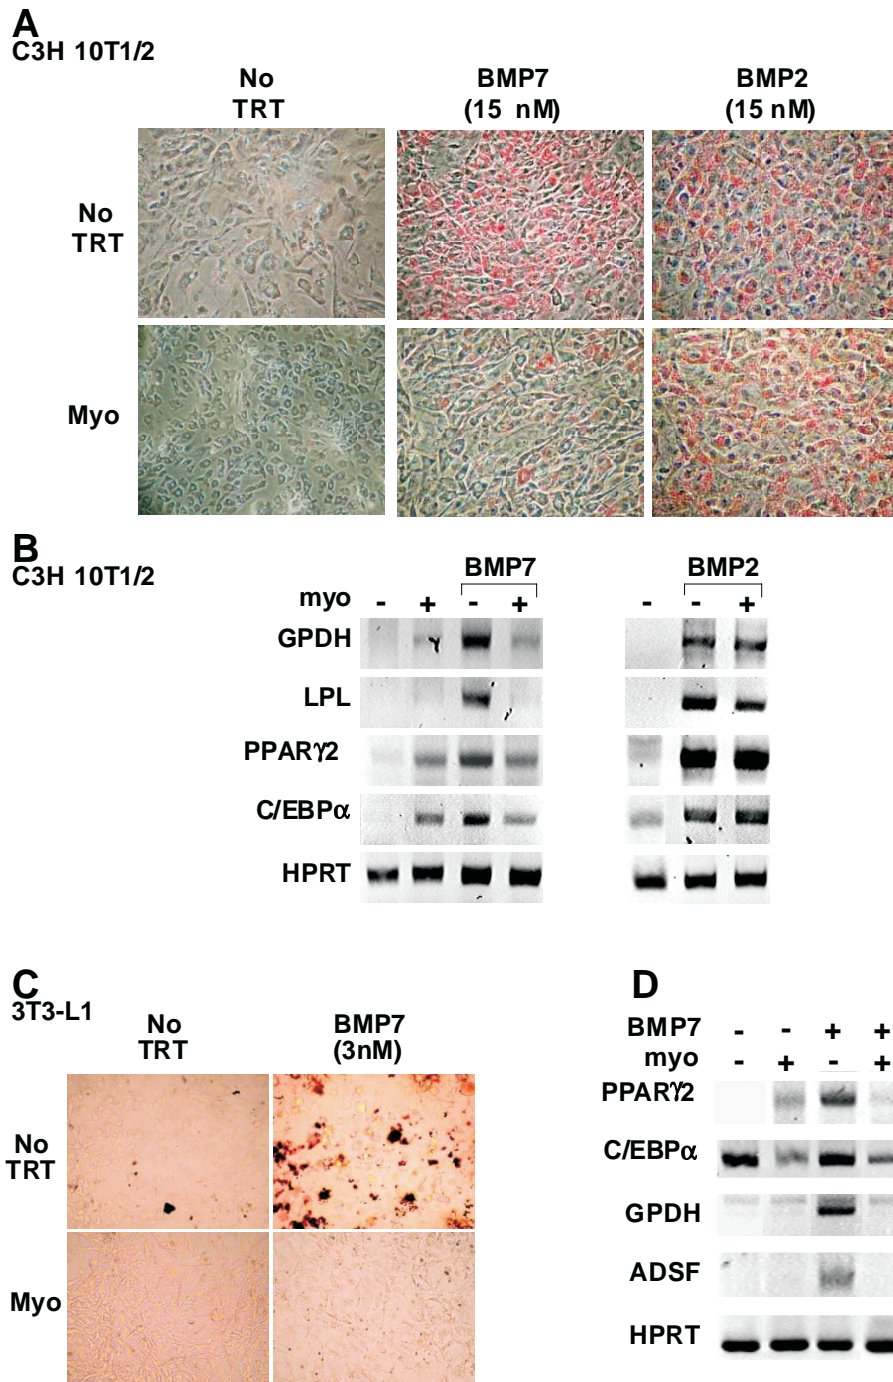 A
C3H 10T1/2
No TRT
BMP7 (15 nM)
BMP2 (15 nM)
No TRT
Myo
B
C3H 10T1/2
BMP7
BMP2
myo - + - + - - +
GPDH
LPL
PPARγ2
C/EBPα
HPRT
C
3T3-L1
No TRT
BMP7 (3nM)
No TRT
Myo
D
BMP7 - - + +
myo - + - +
PPARγ2
C/EBPα
GPDH
ADSF
HPRT